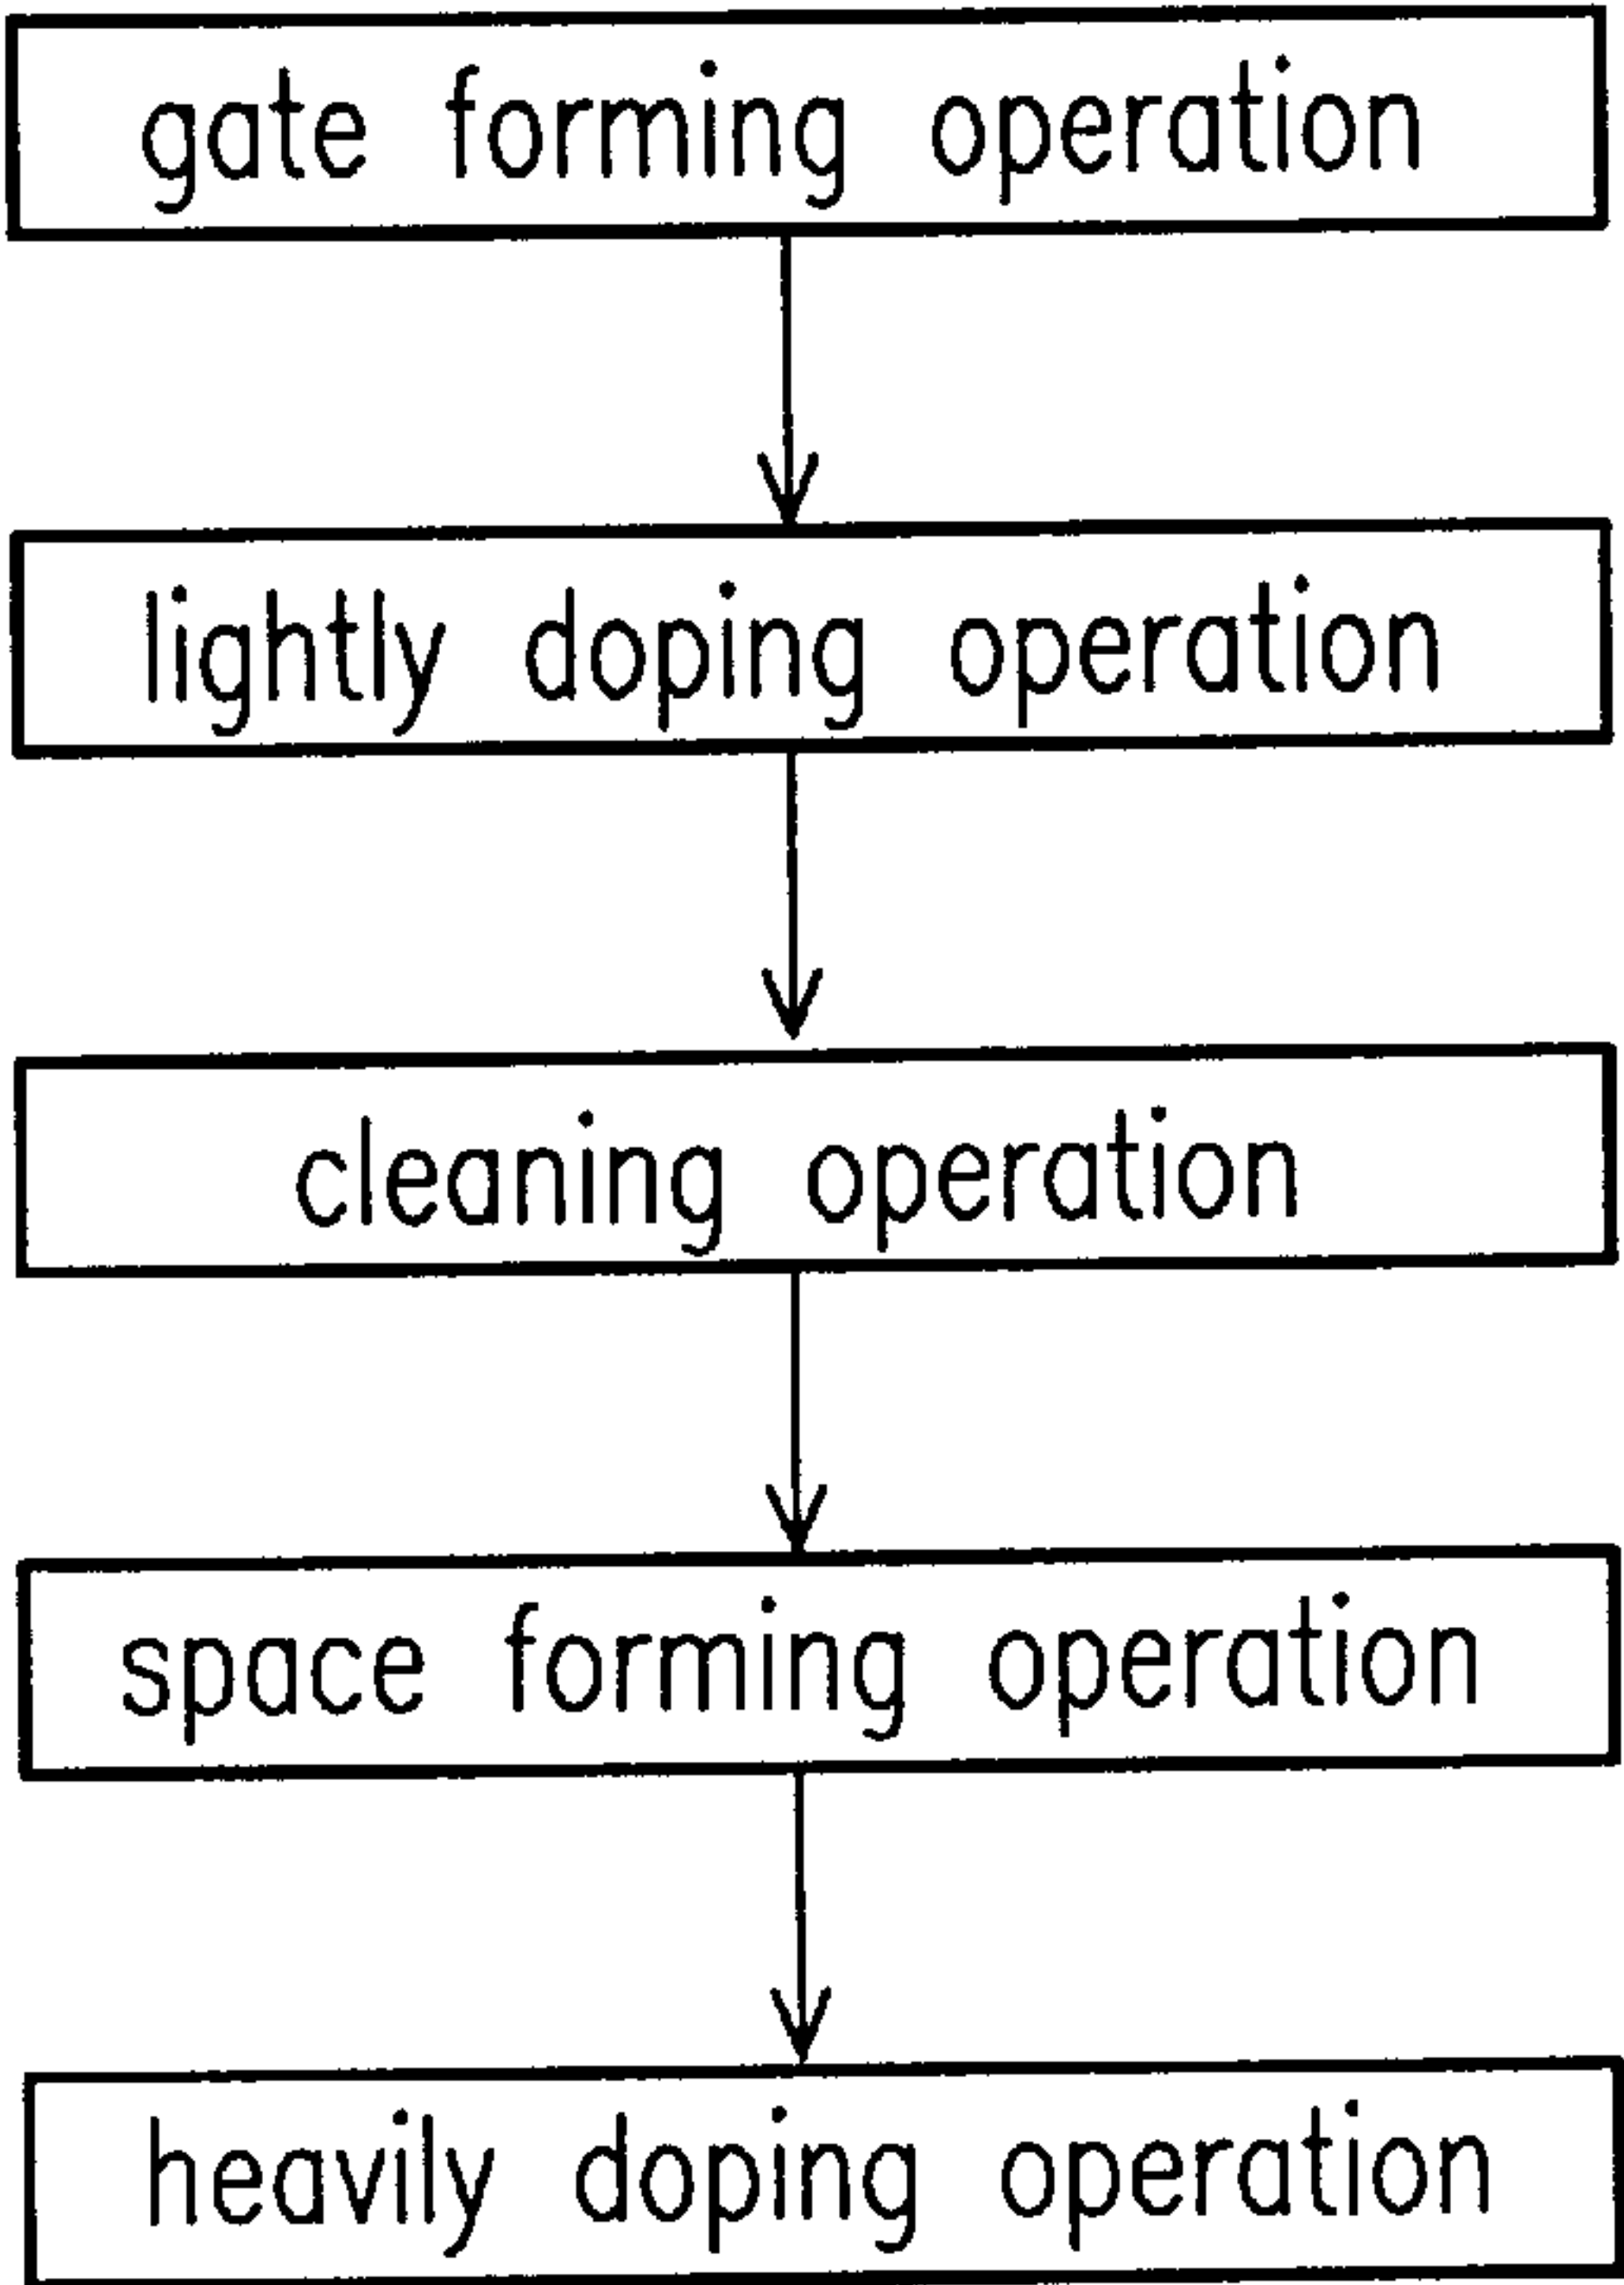 gate forming operation
lightly doping operation
cleaning operation
space forming operation
heavily doping operation